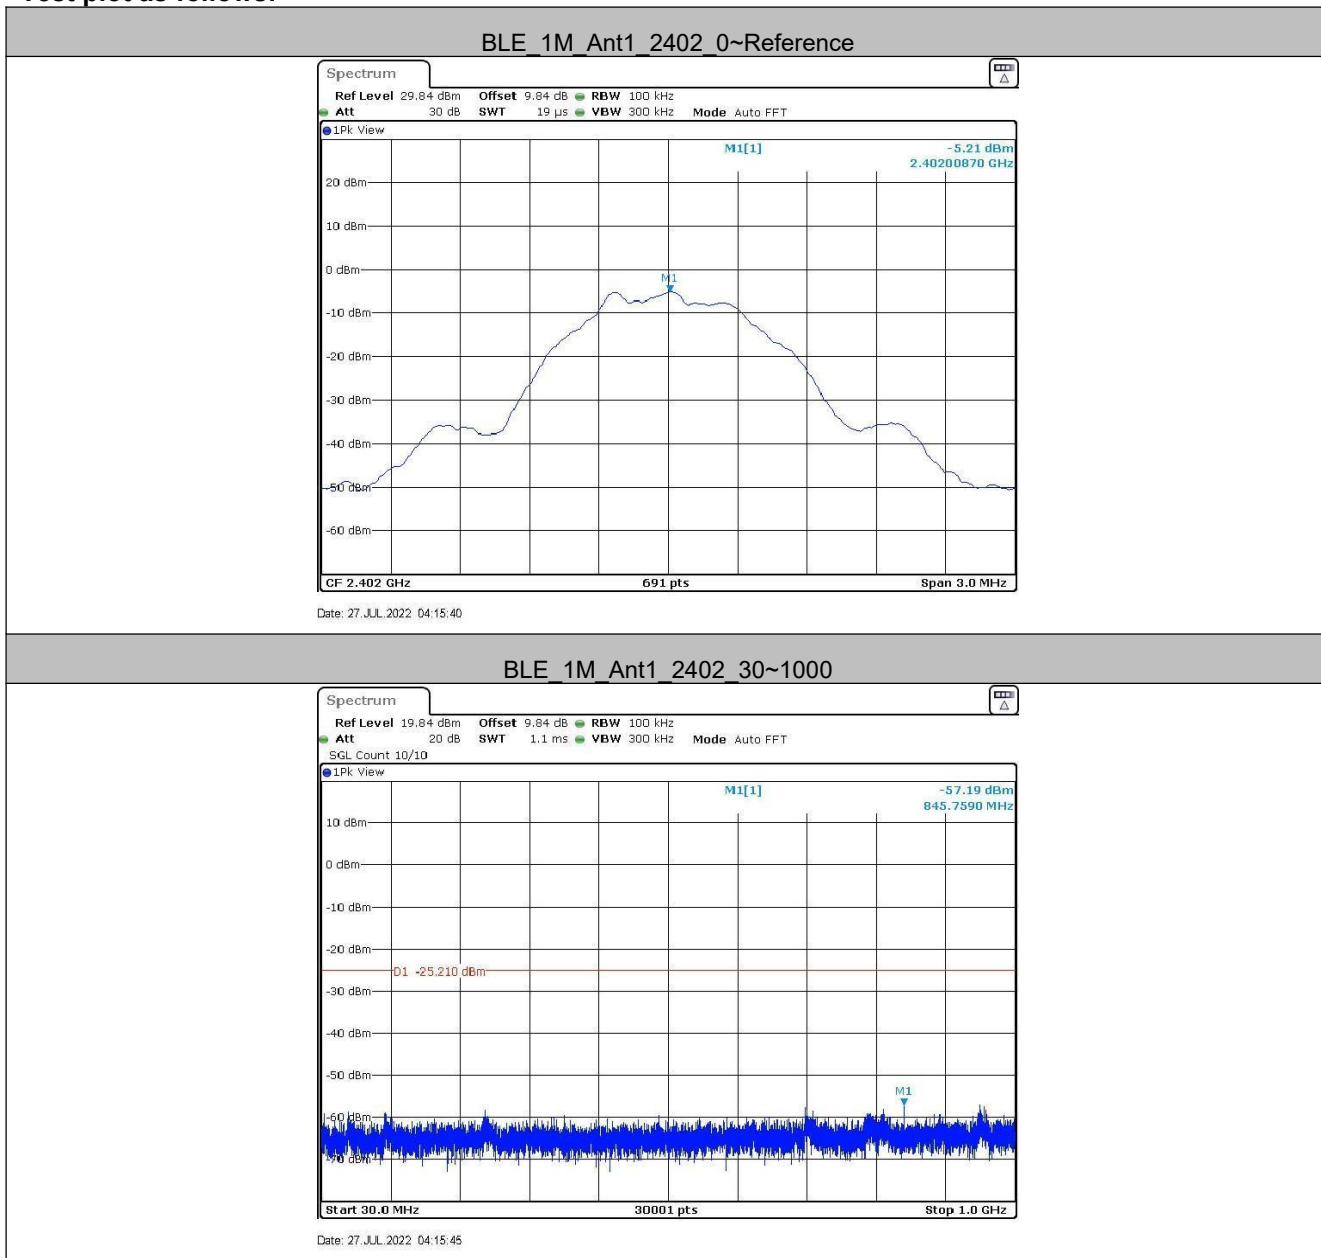 Test plot as follows:
BLE_1M_Ant1_2402_0~Reference
Spectrum
Ref Level 29.84 dBm Offset 9.84 dB RBW 100 kHz
Att 30 dB SWT 19 µs VBW 300 kHz Mode Auto FFT
1Pk View
M1[1] -5.21 dBm
2.40200870 GHz
20 dBm
10 dBm
0 dBm
M1
-10 dBm
-20 dBm
-30 dBm
-40 dBm
-50 dBm
-60 dBm
CF 2.402 GHz 691 pts Span 3.0 MHz
Date: 27.JUL.2022 04:15:40
BLE_1M_Ant1_2402_30~1000
Spectrum
Ref Level 19.84 dBm Offset 9.84 dB RBW 100 kHz
Att 20 dB SWT 1.1 ms VBW 300 kHz Mode Auto FFT
SGL Count 10/10
1Pk View
M1[1] -57.19 dBm
845.7590 MHz
10 dBm
0 dBm
-10 dBm
-20 dBm
D1 -25.210 dBm
-30 dBm
-40 dBm
-50 dBm
M1
-60 dBm
-70 dBm
Start 30.0 MHz 30001 pts Stop 1.0 GHz
Date: 27.JUL.2022 04:15:45